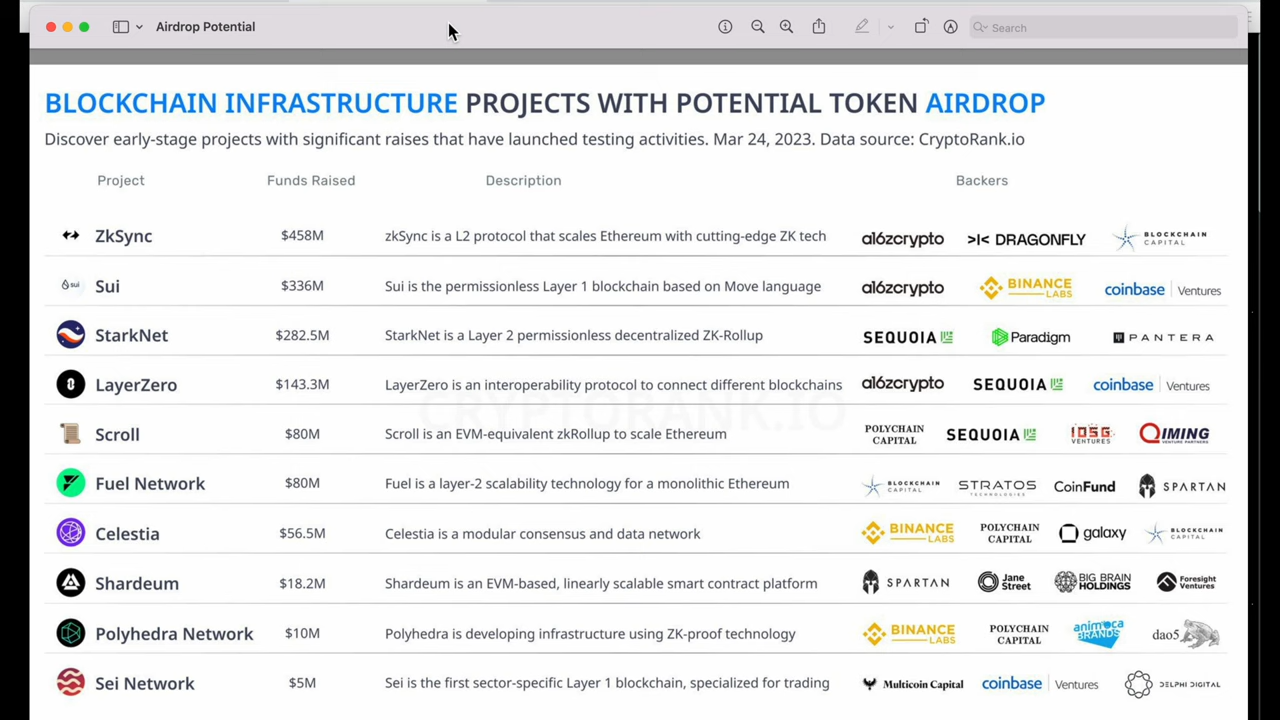 Airdrop Potential
Search
BLOCKCHAIN INFRASTRUCTURE PROJECTS WITH POTENTIAL TOKEN AIRDROP
Discover early-stage projects with significant raises that have launched testing activities. Mar 24, 2023. Data source: CryptoRank.io
Project Funds Raised Description Backers
ZkSync $458M zkSync is a L2 protocol that scales Ethereum with cutting-edge ZK tech a16zcrypto DRAGONFLY BLOCKCHAIN CAPITAL
sui Sui $336M Sui is the permissionless Layer 1 blockchain based on Move language a16zcrypto BINANCE LABS coinbase Ventures
StarkNet $282.5M StarkNet is a Layer 2 permissionless decentralized ZK-Rollup SEQUOIA Paradigm PANTERA
LayerZero $143.3M LayerZero is an interoperability protocol to connect different blockchains a16zcrypto SEQUOIA coinbase Ventures
CRYPTORANK.IO
Scroll $80M Scroll is an EVM-equivalent zkRollup to scale Ethereum POLYCHAIN CAPITAL SEQUOIA IOSG VENTURES QIMING VENTURE PARTNERS
Fuel Network $80M Fuel is a layer-2 scalability technology for a monolithic Ethereum BLOCKCHAIN CAPITAL STRATOS TECHNOLOGIES CoinFund SPARTAN
Celestia $56.5M Celestia is a modular consensus and data network BINANCE LABS POLYCHAIN CAPITAL galaxy BLOCKCHAIN CAPITAL
Shardeum $18.2M Shardeum is an EVM-based, linearly scalable smart contract platform SPARTAN Jane Street BIG BRAIN HOLDINGS Foresight Ventures
Polyhedra Network $10M Polyhedra is developing infrastructure using ZK-proof technology BINANCE LABS POLYCHAIN CAPITAL animoca BRANDS dao5
Sei Network $5M Sei is the first sector-specific Layer 1 blockchain, specialized for trading Multicoin Capital coinbase Ventures DELPHI DIGITAL